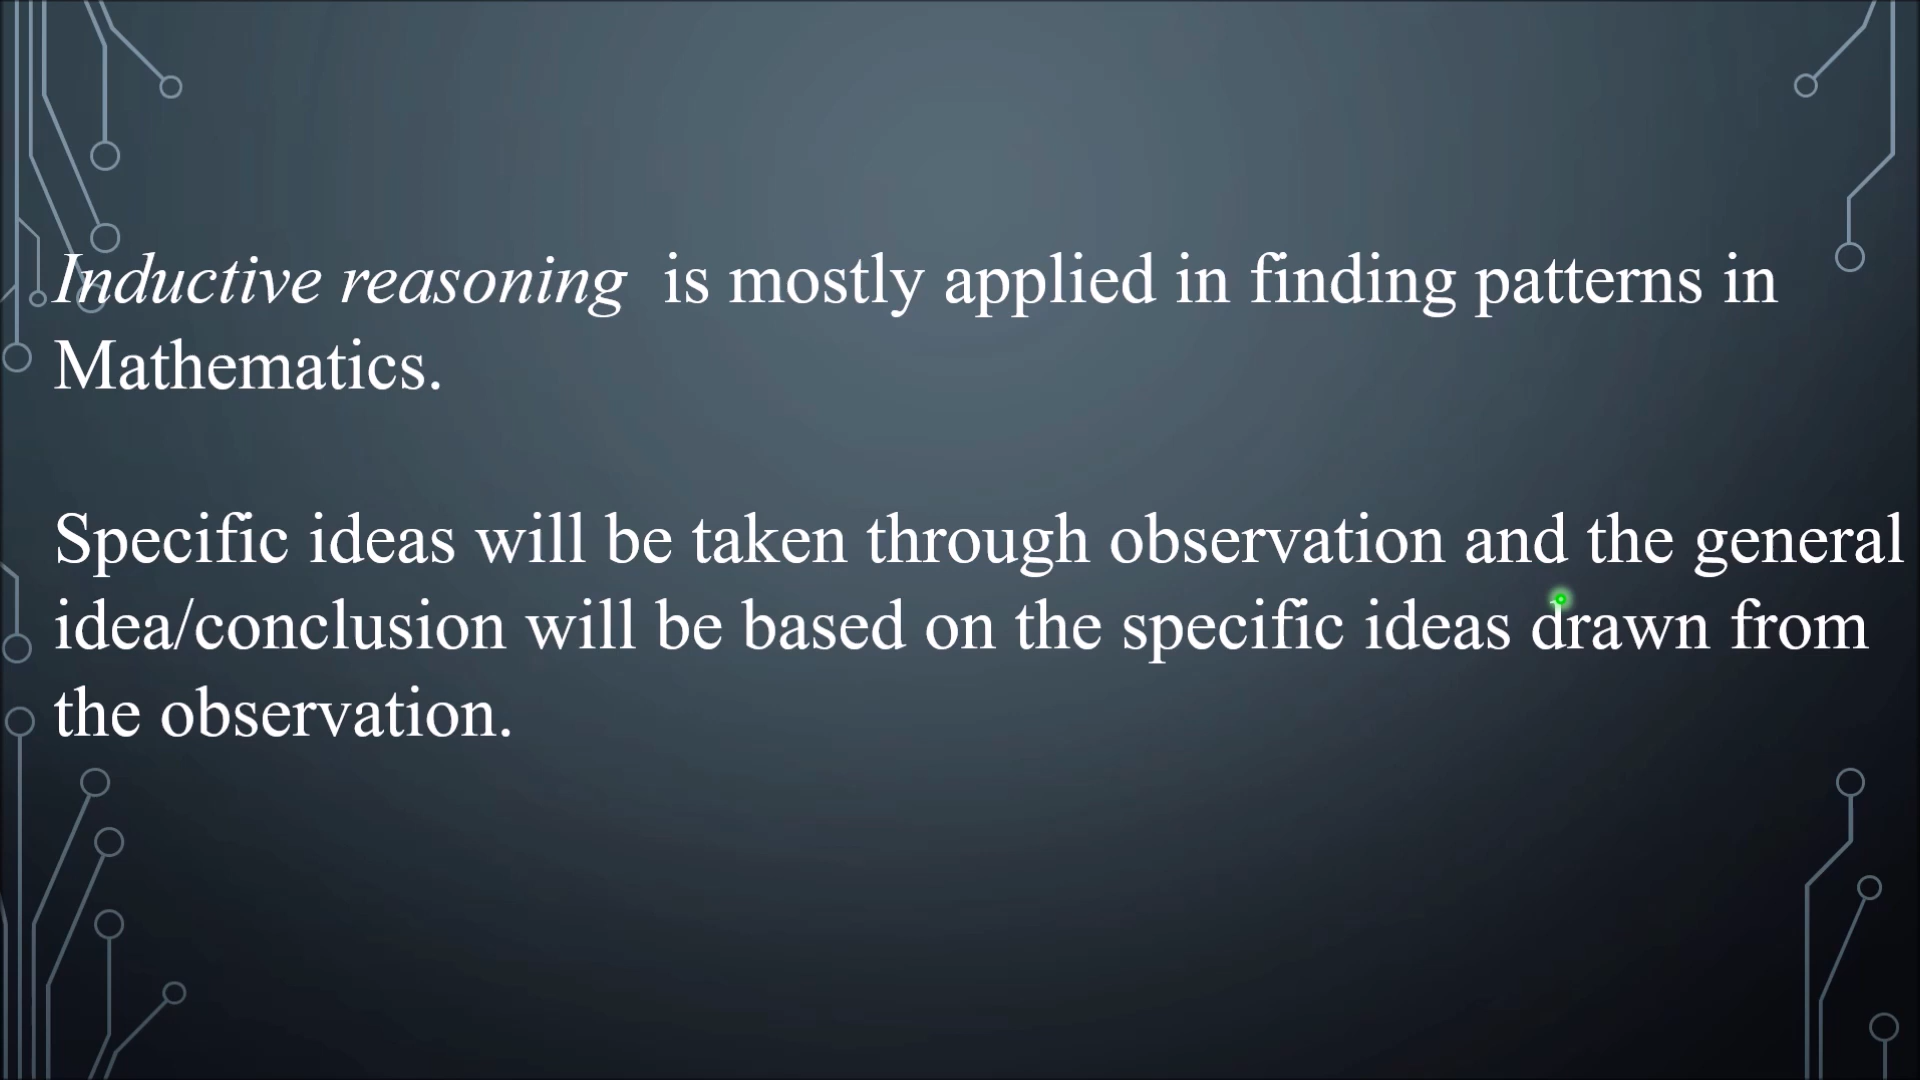 Inductive reasoning is mostly applied in finding patterns in
Mathematics.
Specific ideas will be taken through observation and the general
idea/conclusion will be based on the specific ideas drawn from
the observation.